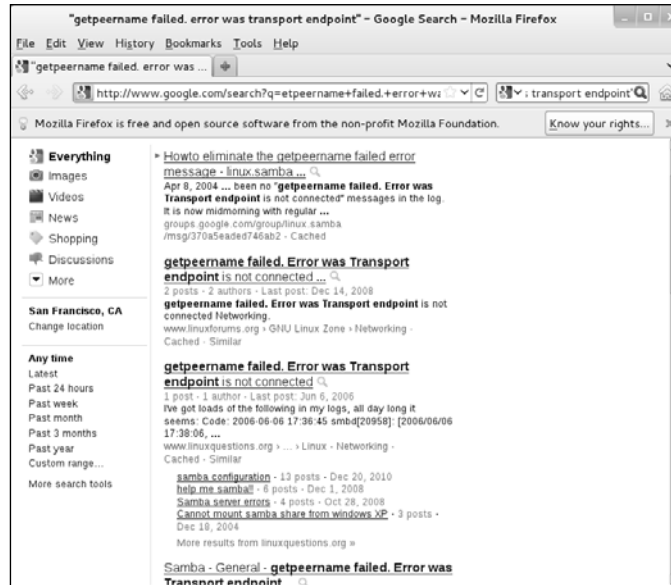 "getpeername failed. error was transport endpoint" - Google Search - Mozilla Firefox
File Edit View History Bookmarks Tools Help
"getpeername failed. error was ...
http://www.google.com/search?q=etpeername+failed.+error+wa
: transport endpoint"
Mozilla Firefox is free and open source software from the non-profit Mozilla Foundation.
Know your rights...
Everything
Images
Videos
News
Shopping
Discussions
More
San Francisco, CA
Change location
Any time
Latest
Past 24 hours
Past week
Past month
Past 3 months
Past year
Custom range...
More search tools
Howto eliminate the getpeername failed error
message - linux.samba ...
Apr 8, 2004 ... been no "getpeername failed. Error was
Transport endpoint is not connected" messages in the log.
It is now midmorning with regular ...
groups.google.com/group/linux.samba
/msg/370a5eaded746ab2 - Cached
getpeername failed. Error was Transport
endpoint is not connected ...
2 posts - 2 authors - Last post: Dec 14, 2008
getpeername failed. Error was Transport endpoint is not
connected Networking.
www.linuxforums.org › GNU Linux Zone › Networking -
Cached - Similar
getpeername failed. Error was Transport
endpoint is not connected
1 post - 1 author - Last post: Jun 6, 2006
I've got loads of the following in my logs, all day long it
seems: Code: 2006-06-06 17:36:45 smbd[20958]: [2006/06/06
17:38:06, ...
www.linuxquestions.org › ... › Linux - Networking -
Cached - Similar
samba configuration - 13 posts - Dec 20, 2010
help me samba!! - 6 posts - Dec 1, 2008
Samba server errors - 4 posts - Oct 28, 2008
Cannot mount samba share from windows XP - 3 posts -
Dec 18, 2004
More results from linuxquestions.org »
Samba - General - getpeername failed. Error was
Transport endpoint ...